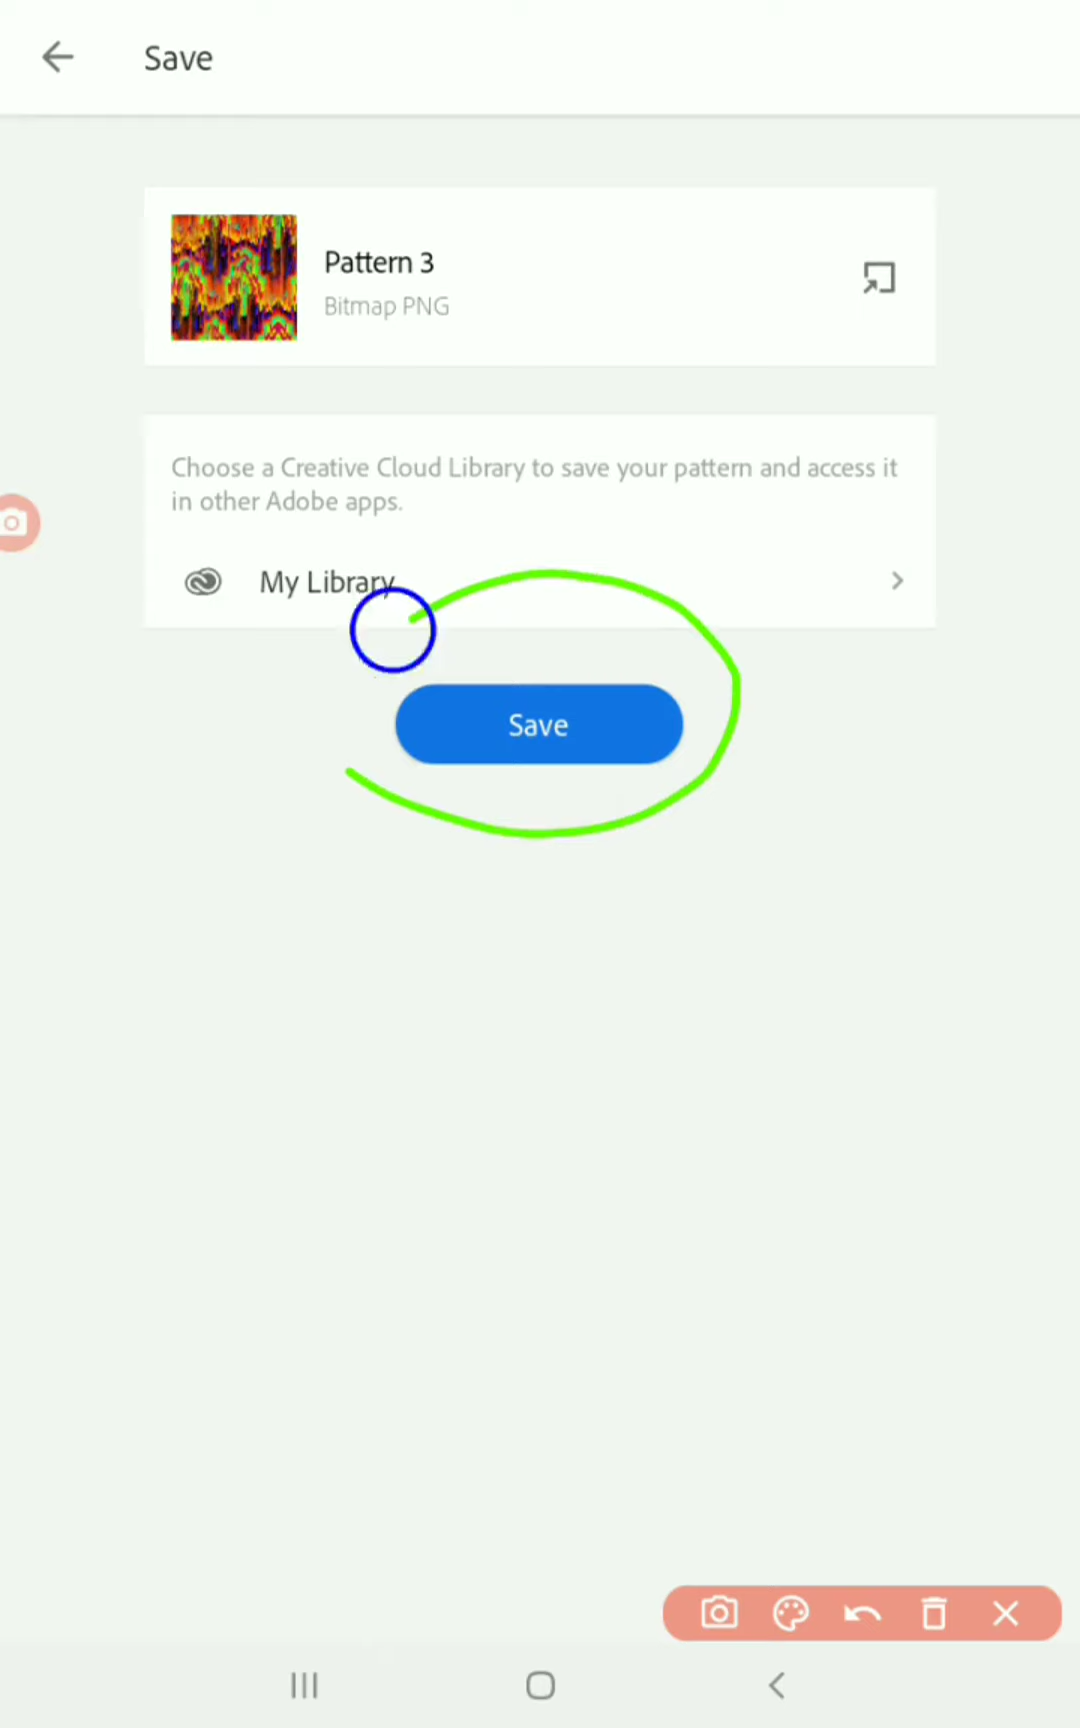 Save
Pattern 3
Bitmap PNG
Choose a Creative Cloud Library to save your pattern and access it
in other Adobe apps.
My Library
Save